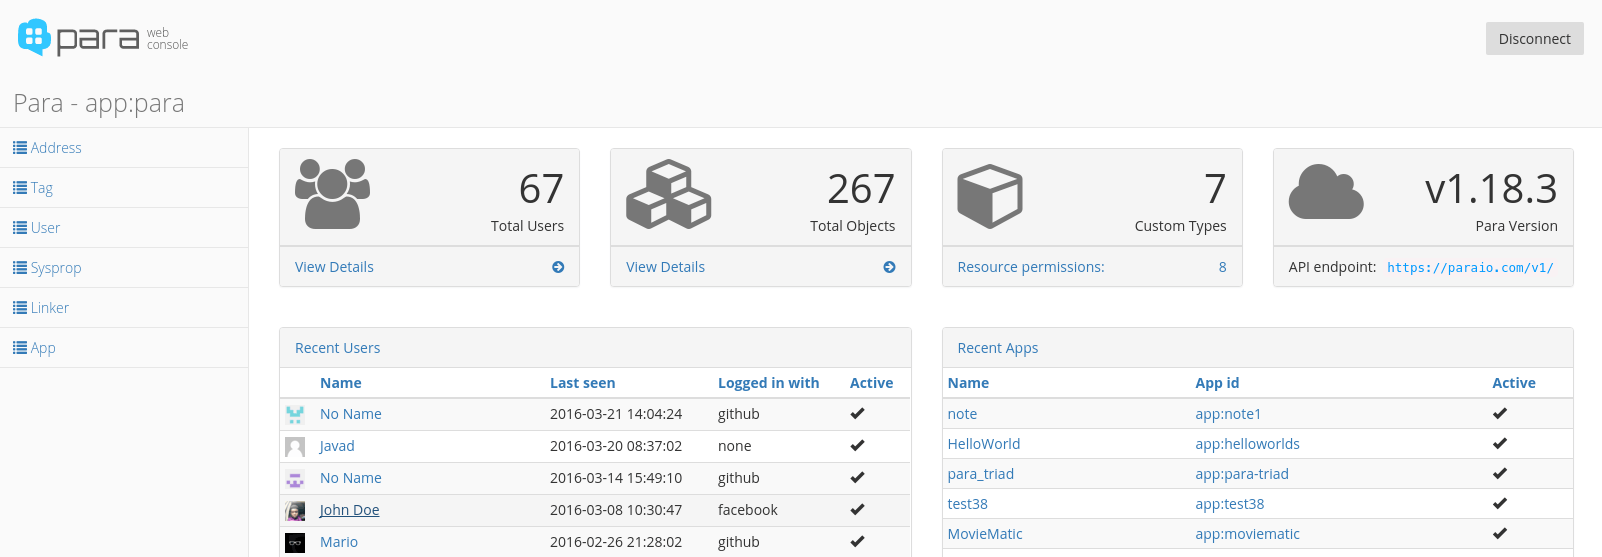 para web console
Disconnect
Para - app:para
Address
Tag
User
Sysprop
Linker
App
67
Total Users
View Details
267
Total Objects
View Details
7
Custom Types
Resource permissions: 8
v1.18.3
Para Version
API endpoint: https://paraio.com/v1/
Recent Users
Name Last seen Logged in with Active
No Name 2016-03-21 14:04:24 github
Javad 2016-03-20 08:37:02 none
No Name 2016-03-14 15:49:10 github
John Doe 2016-03-08 10:30:47 facebook
Mario 2016-02-26 21:28:02 github
Recent Apps
Name App id Active
note app:note1
HelloWorld app:helloworlds
para_triad app:para-triad
test38 app:test38
MovieMatic app:moviematic